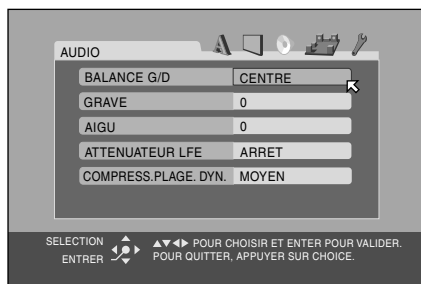 AUDIO
BALANCE G/D CENTRE
GRAVE 0
AIGU 0
ATTENUATEUR LFE ARRET
COMPRESS.PLAGE. DYN. MOYEN
SELECTION
ENTRER
▲▼◀▶ POUR CHOISIR ET ENTER POUR VALIDER.
POUR QUITTER, APPUYER SUR CHOICE.